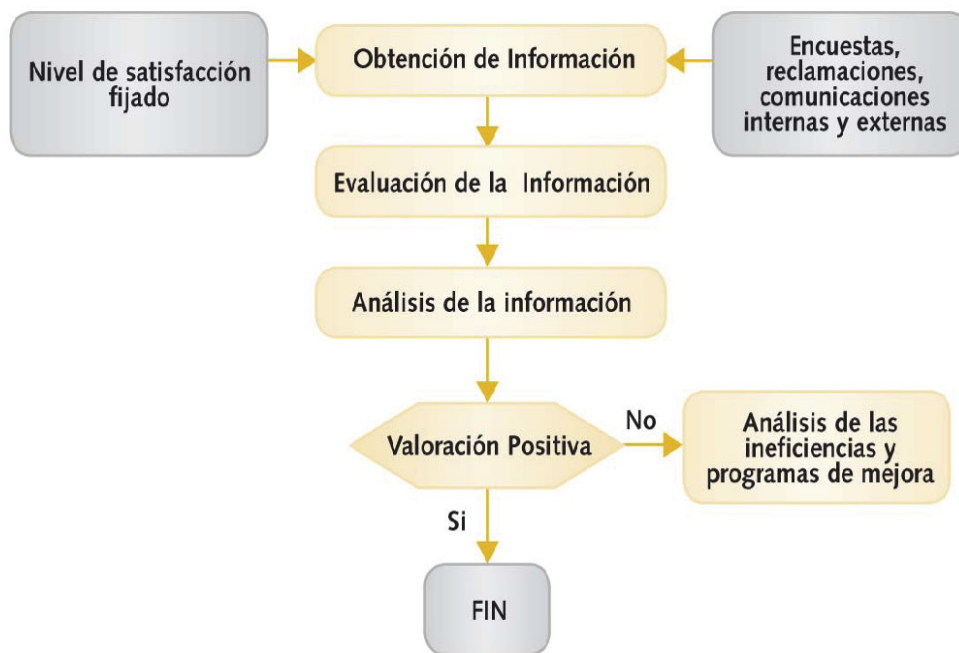 Nivel de satisfacción
fijado
Obtención de Información
Encuestas,
reclamaciones,
comunicaciones
internas y externas
Evaluación de la Información
Análisis de la información
Valoración Positiva
No
Análisis de las
ineficiencias y
programas de mejora
Si
FIN